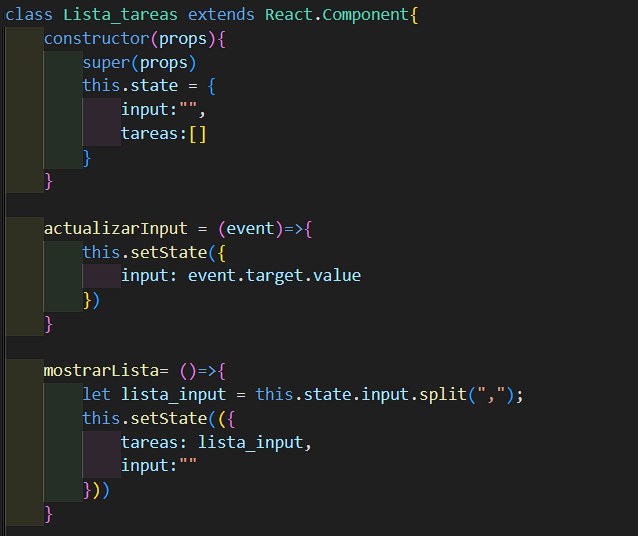 class Lista_tareas extends React.Component{
    constructor(props){
        super(props)
        this.state = {
            input:"",
            tareas:[]
        }
    }

    actualizarInput = (event)=>{
        this.setState({
            input: event.target.value
        })
    }

    mostrarLista= ()=>{
        let lista_input = this.state.input.split(",");
        this.setState(({
            tareas: lista_input,
            input:""
        }))
    }